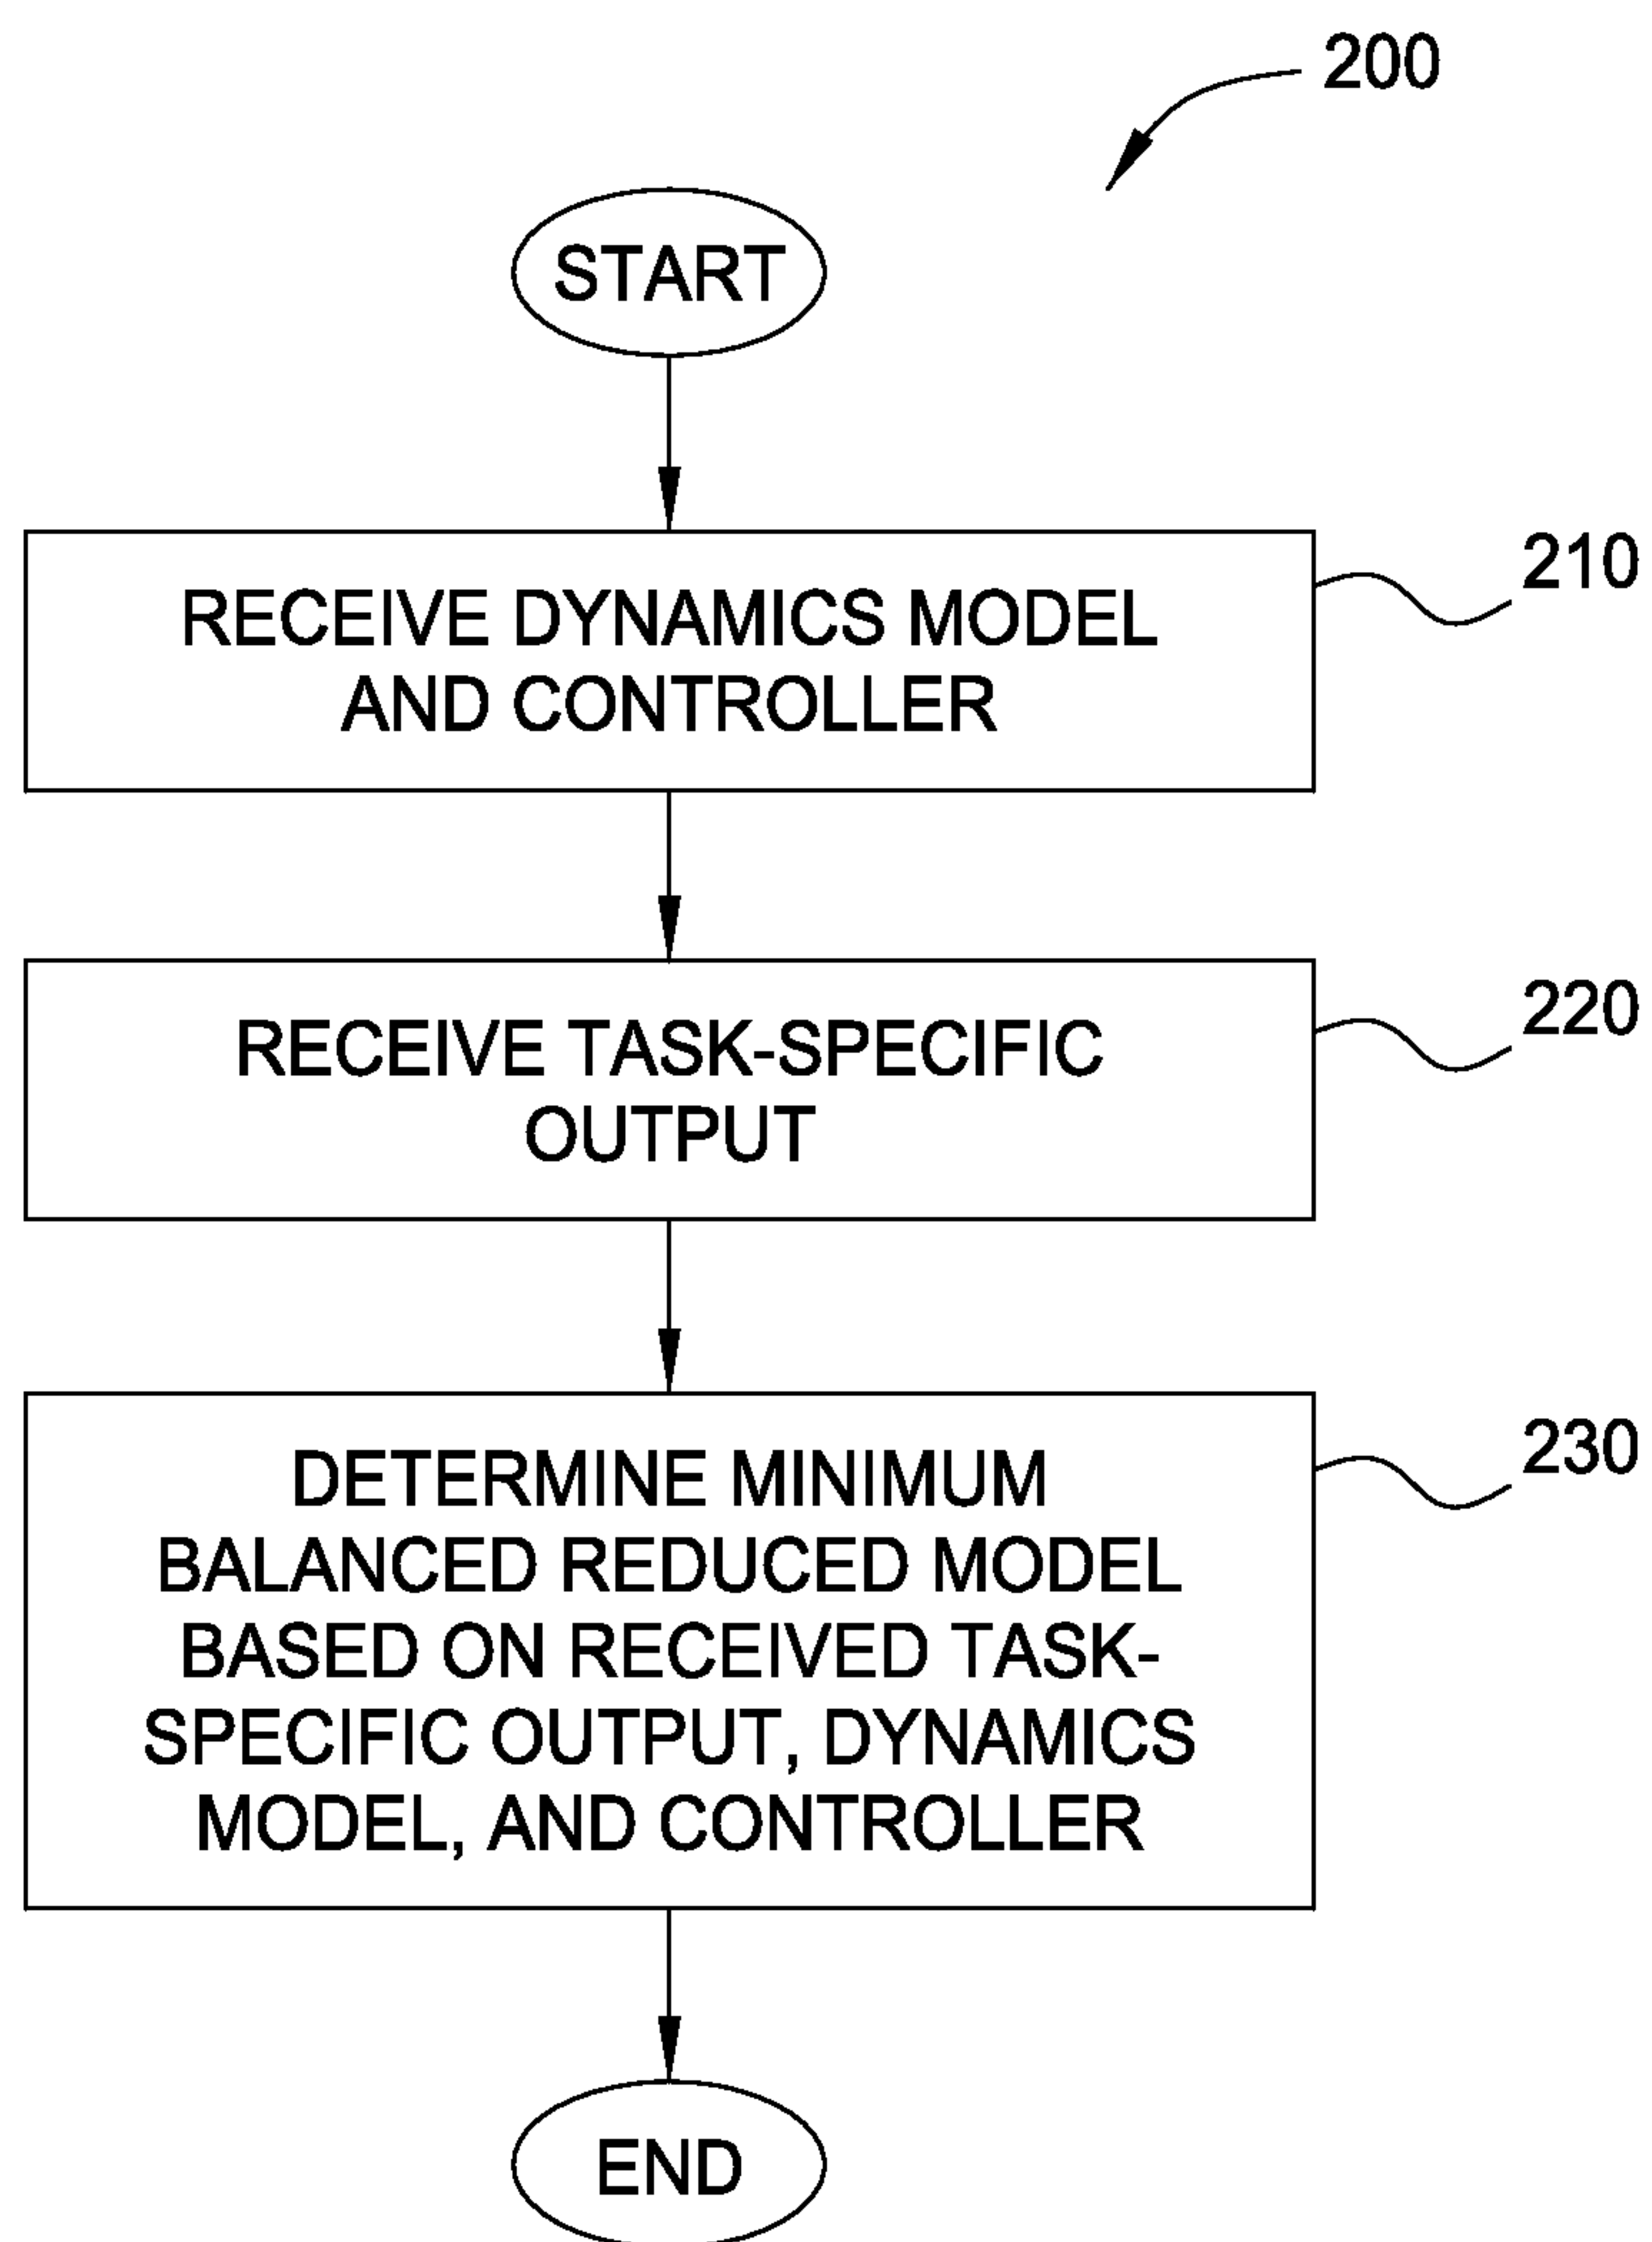 200
START
RECEIVE DYNAMICS MODEL
AND CONTROLLER
210
RECEIVE TASK-SPECIFIC
OUTPUT
220
DETERMINE MINIMUM
BALANCED REDUCED MODEL
BASED ON RECEIVED TASK-
SPECIFIC OUTPUT, DYNAMICS
MODEL, AND CONTROLLER
230
END